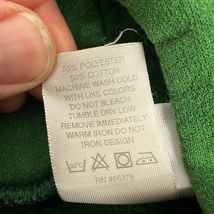 50% POLYESTER
50% COTTON
MACHINE WASH COLD
WITH LIKE COLORS
DO NOT BLEACH
TUMBLE DRY LOW
REMOVE IMMEDIATELY
WARM IRON DO NOT
IRON DESIGN
RN #65378